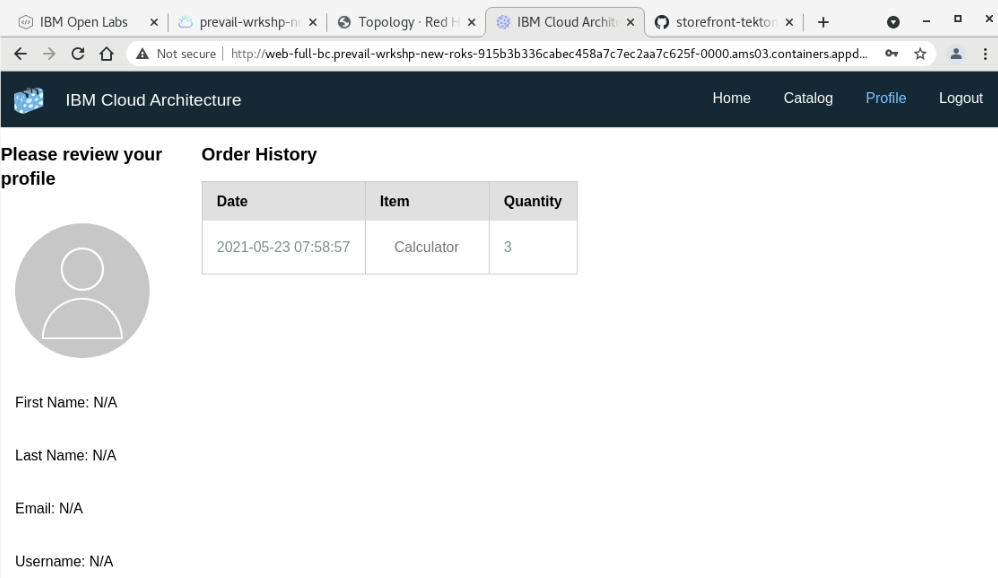 IBM Open Labs
prevail-wrkshp-n
Topology · Red H
IBM Cloud Archit
storefront-tekton
Not secure
http://web-full-bc.prevail-wrkshp-new-roks-915b3b336cabec458a7c7ec2aa7c625f-0000.ams03.containers.appd...
IBM Cloud Architecture
Home Catalog Profile Logout
Please review your
profile
Order History
Date Item Quantity
2021-05-23 07:58:57 Calculator 3
First Name: N/A
Last Name: N/A
Email: N/A
Username: N/A